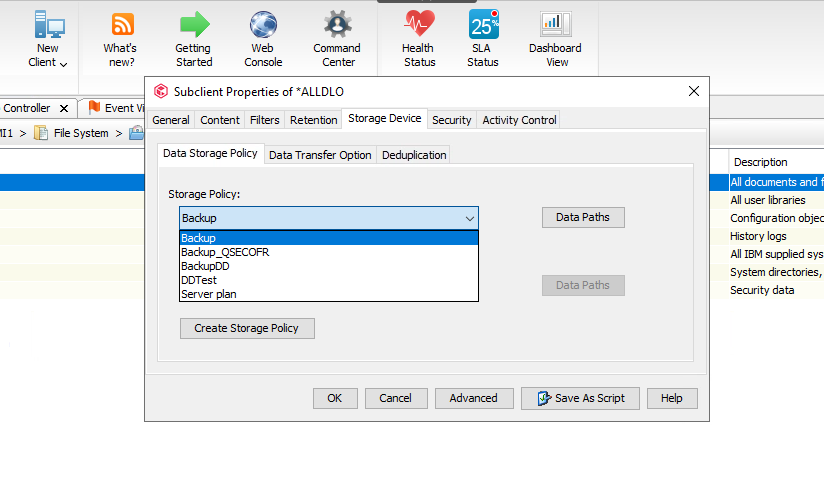 New
Client
What's
new?
Getting
Started
Web
Console
Command
Center
Health
Status
25%
SLA
Status
Dashboard
View
Controller
Event Vi
MI1 > File System >
Subclient Properties of *ALLDLO
General Content Filters Retention Storage Device Security Activity Control
Data Storage Policy Data Transfer Option Deduplication
Storage Policy:
Backup
Data Paths
Backup
Backup_QSECOFR
BackupDD
DDTest
Server plan
Data Paths
Create Storage Policy
OK Cancel Advanced Save As Script Help
Description
All documents and f
All user libraries
Configuration objec
History logs
All IBM supplied sys
System directories,
Security data